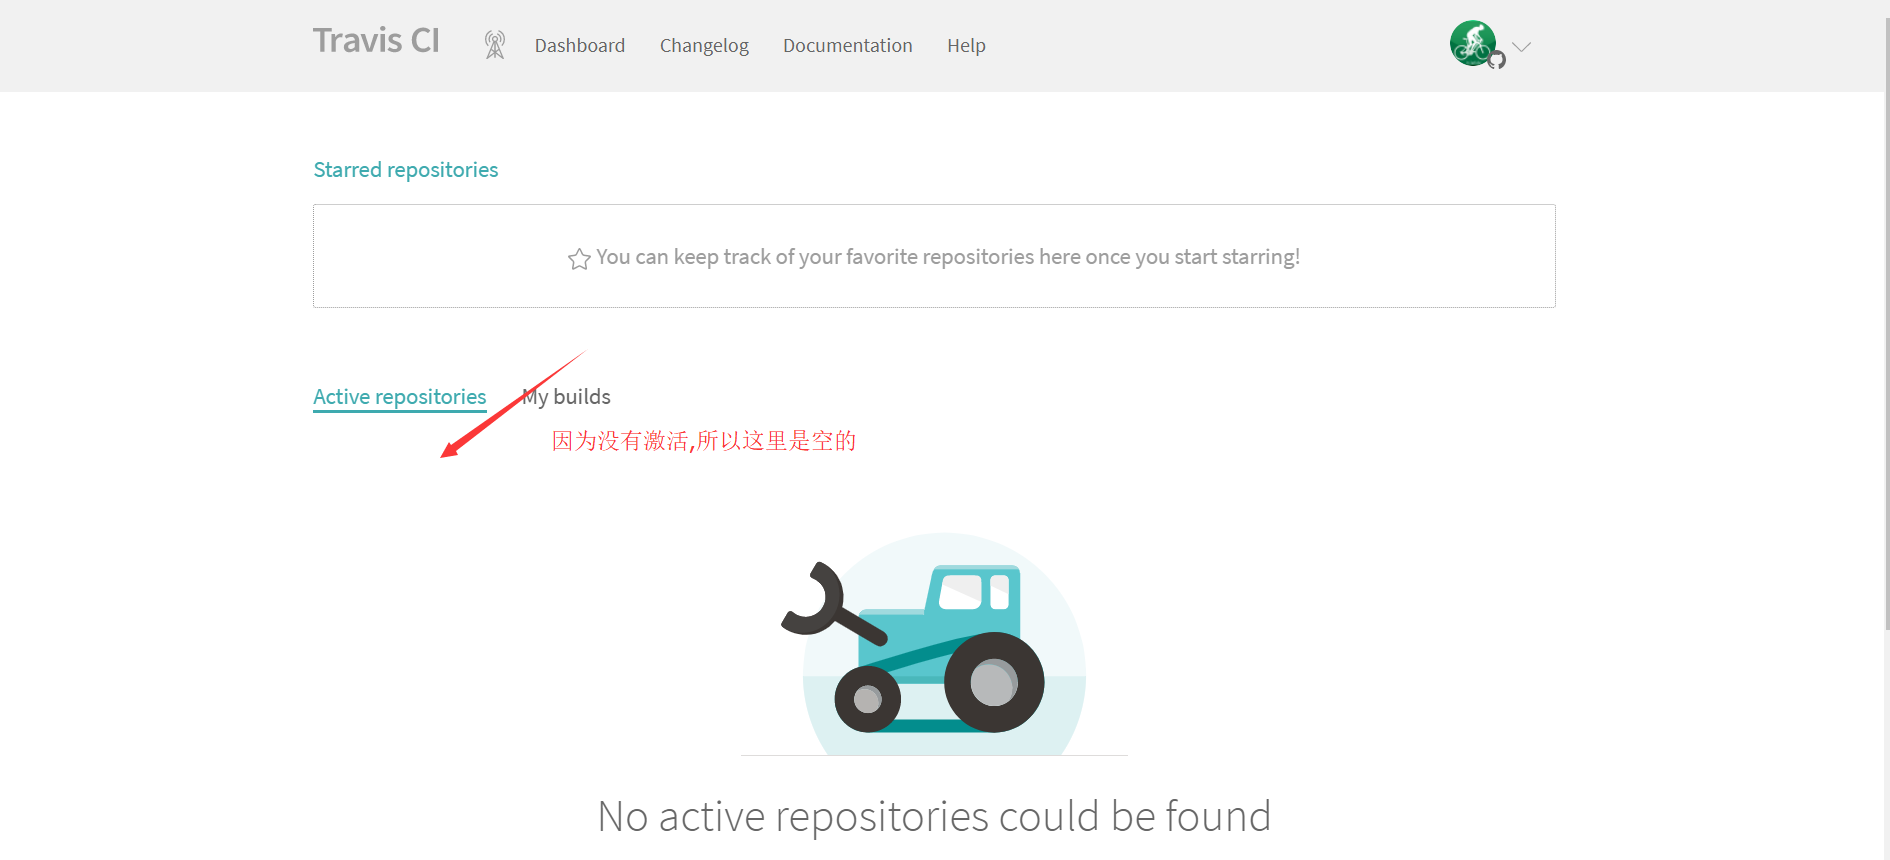 Travis CI
Dashboard
Changelog
Documentation
Help
Starred repositories
You can keep track of your favorite repositories here once you start starring!
Active repositories
My builds
因为没有激活,所以这里是空的
No active repositories could be found